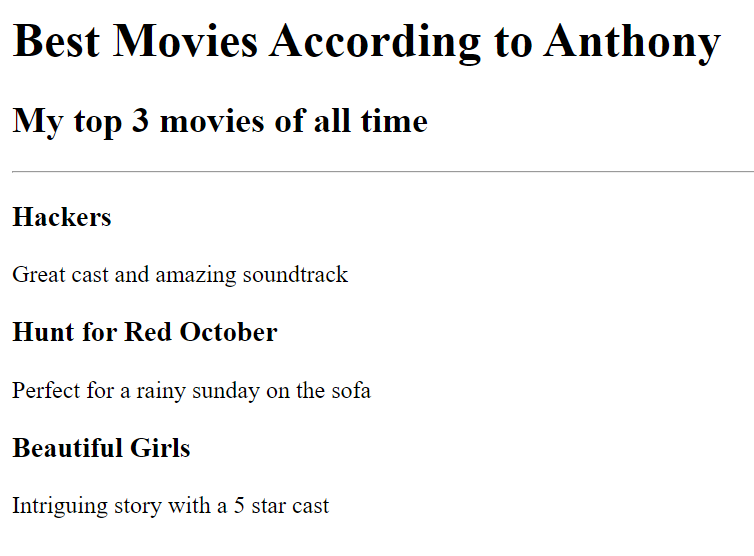 Best Movies According to Anthony
My top 3 movies of all time
Hackers
Great cast and amazing soundtrack
Hunt for Red October
Perfect for a rainy sunday on the sofa
Beautiful Girls
Intriguing story with a 5 star cast